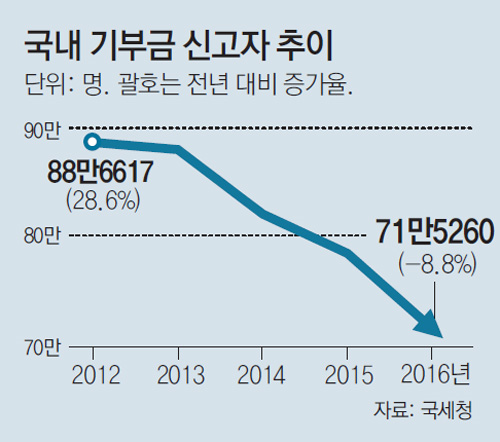 국내 기부금 신고자 추이
단위: 명. 괄호는 전년 대비 증가율.
90만
88만6617
(28.6%)
80만
71만5260
(-8.8%)
70만
2012 2013 2014 2015 2016년
자료: 국세청